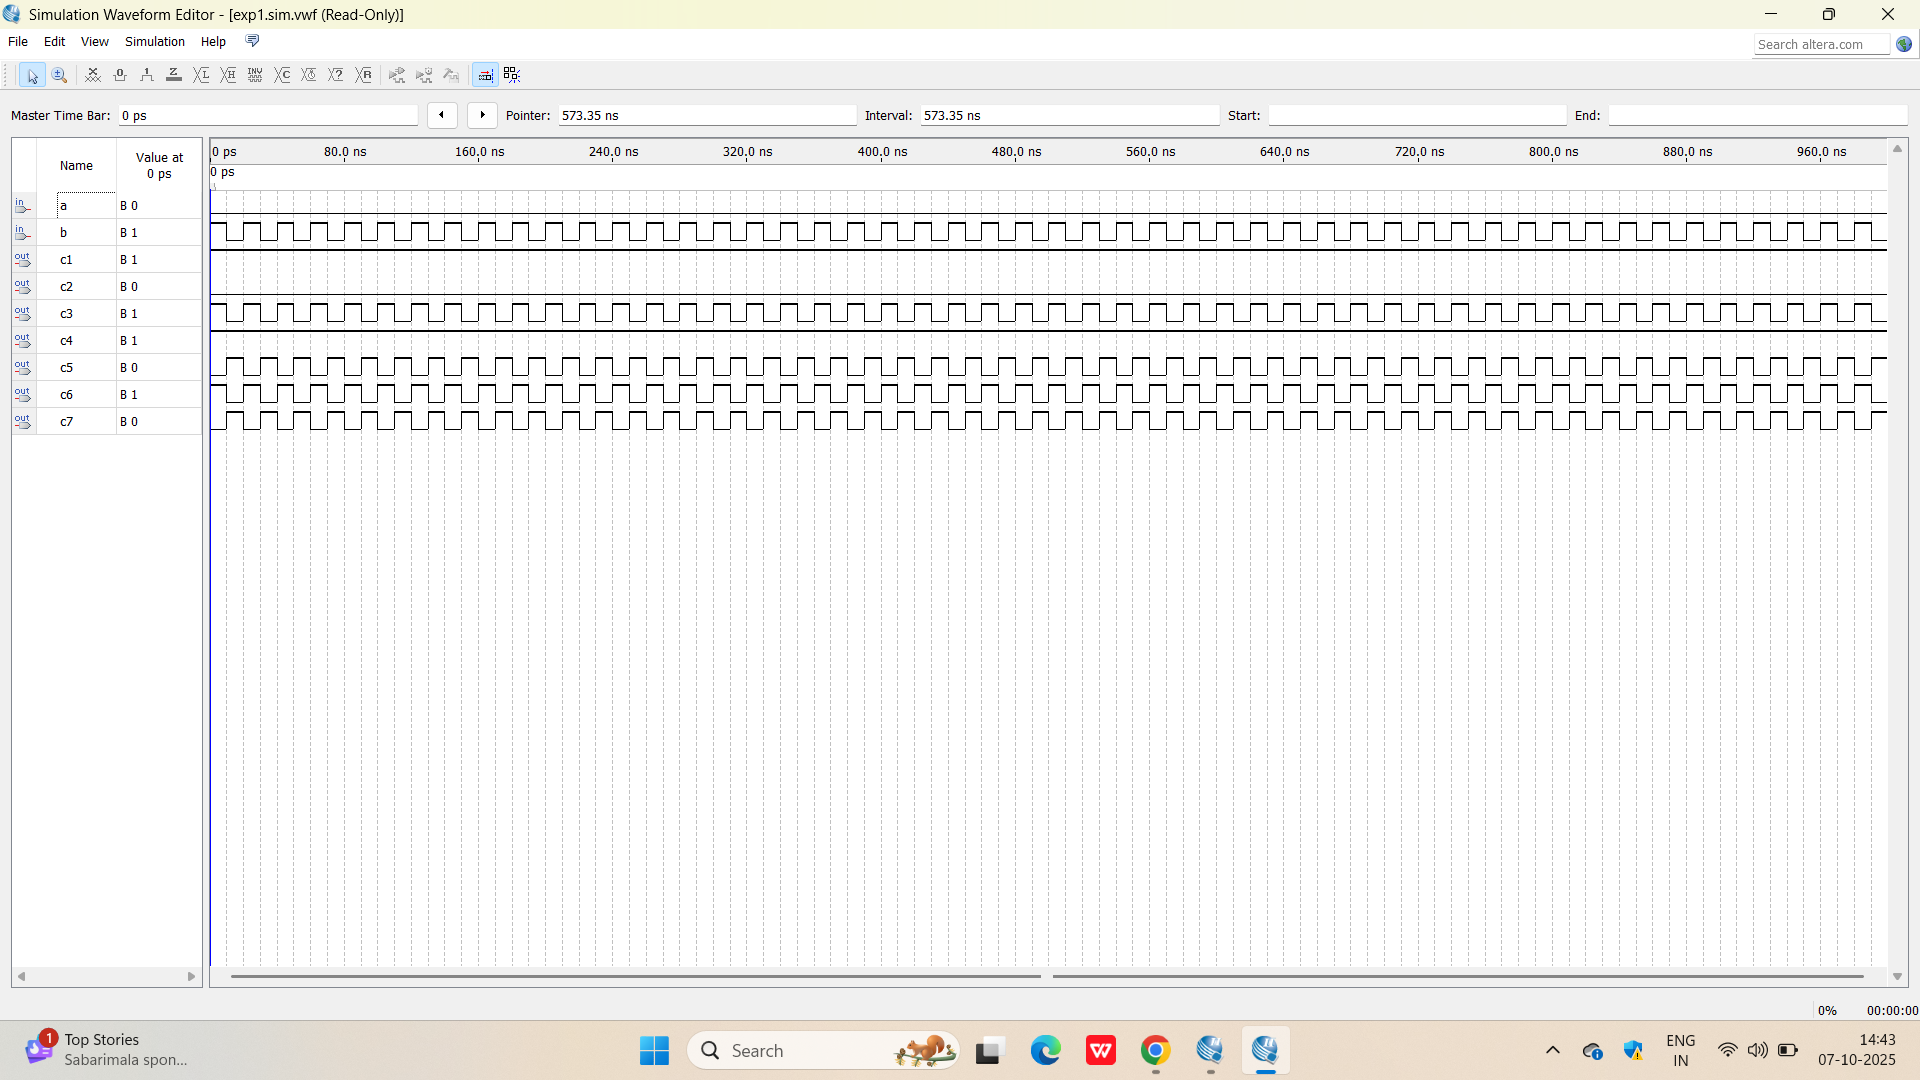 Simulation Waveform Editor - [exp1.sim.vwf (Read-Only)]
File Edit View Simulation Help
Search altera.com
Master Time Bar: 0 ps Pointer: 573.35 ns Interval: 573.35 ns Start: End:
Name Value at 0 ps
0 ps 80.0 ns 160.0 ns 240.0 ns 320.0 ns 400.0 ns 480.0 ns 560.0 ns 640.0 ns 720.0 ns 800.0 ns 880.0 ns 960.0 ns
0 ps
in a B 0
in b B 1
out c1 B 1
out c2 B 0
out c3 B 1
out c4 B 1
out c5 B 0
out c6 B 1
out c7 B 0
0% 00:00:00
1 Top Stories
Sabarimala spon...
Search
ENG
IN
14:43
07-10-2025